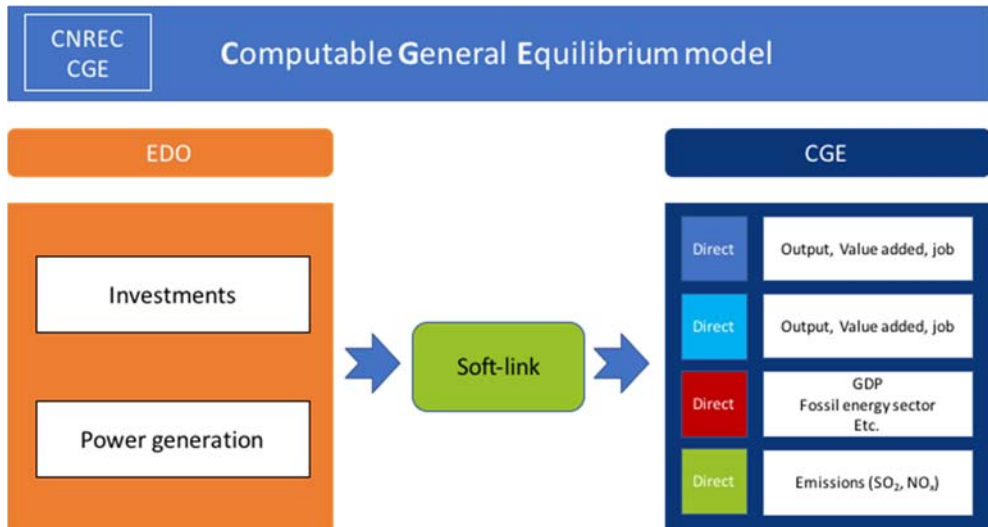 CNREC
CGE
Computable General Equilibrium model
EDO
CGE
Investments
Power generation
Soft-link
Direct
Output, Value added, job
Direct
Output, Value added, job
Direct
GDP
Fossil energy sector
Etc.
Direct
Emissions (SO₂, NOₓ)